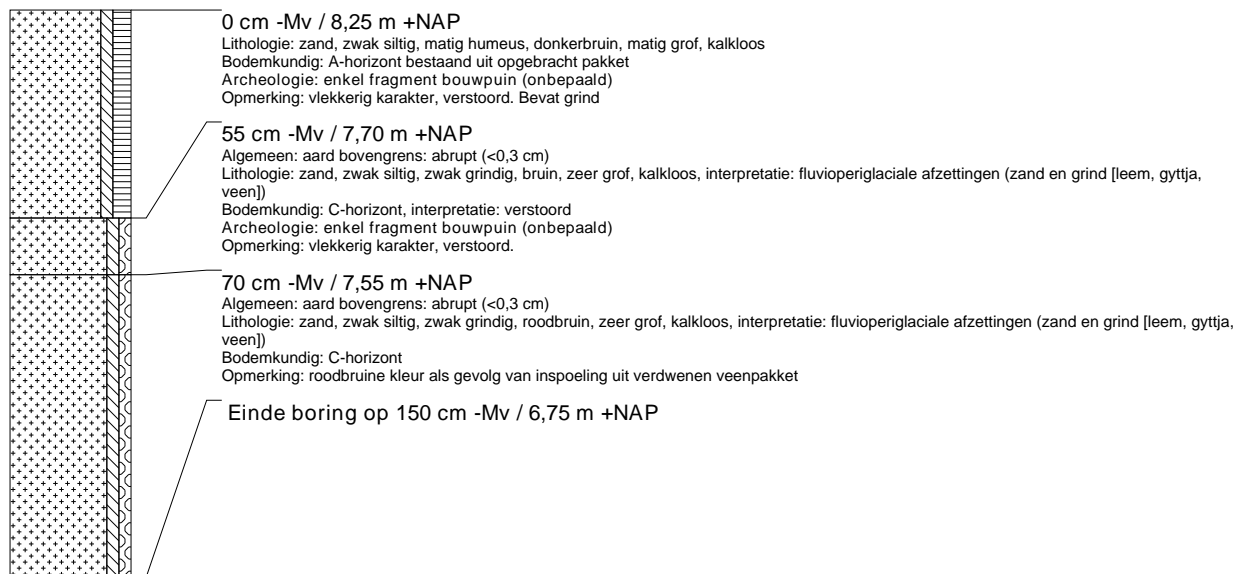 0 cm -Mv / 8,25 m +NAP
Lithologie: zand, zwak siltig, matig humeus, donkerbruin, matig grof, kalkloos
Bodemkundig: A-horizont bestaand uit opgebracht pakket
Archeologie: enkel fragment bouwpuin (onbepaald)
Opmerking: vlekkerig karakter, verstoord. Bevat grind
55 cm -Mv / 7,70 m +NAP
Algemeen: aard bovengrens: abrupt (<0,3 cm)
Lithologie: zand, zwak siltig, zwak grindig, bruin, zeer grof, kalkloos, interpretatie: fluvioperiglaciale afzettingen (zand en grind [leem, gyttja,
veen])
Bodemkundig: C-horizont, interpretatie: verstoord
Archeologie: enkel fragment bouwpuin (onbepaald)
Opmerking: vlekkerig karakter, verstoord.
70 cm -Mv / 7,55 m +NAP
Algemeen: aard bovengrens: abrupt (<0,3 cm)
Lithologie: zand, zwak siltig, zwak grindig, roodbruin, zeer grof, kalkloos, interpretatie: fluvioperiglaciale afzettingen (zand en grind [leem, gyttja,
veen])
Bodemkundig: C-horizont
Opmerking: roodbruine kleur als gevolg van inspoeling uit verdwenen veenpakket
Einde boring op 150 cm -Mv / 6,75 m +NAP